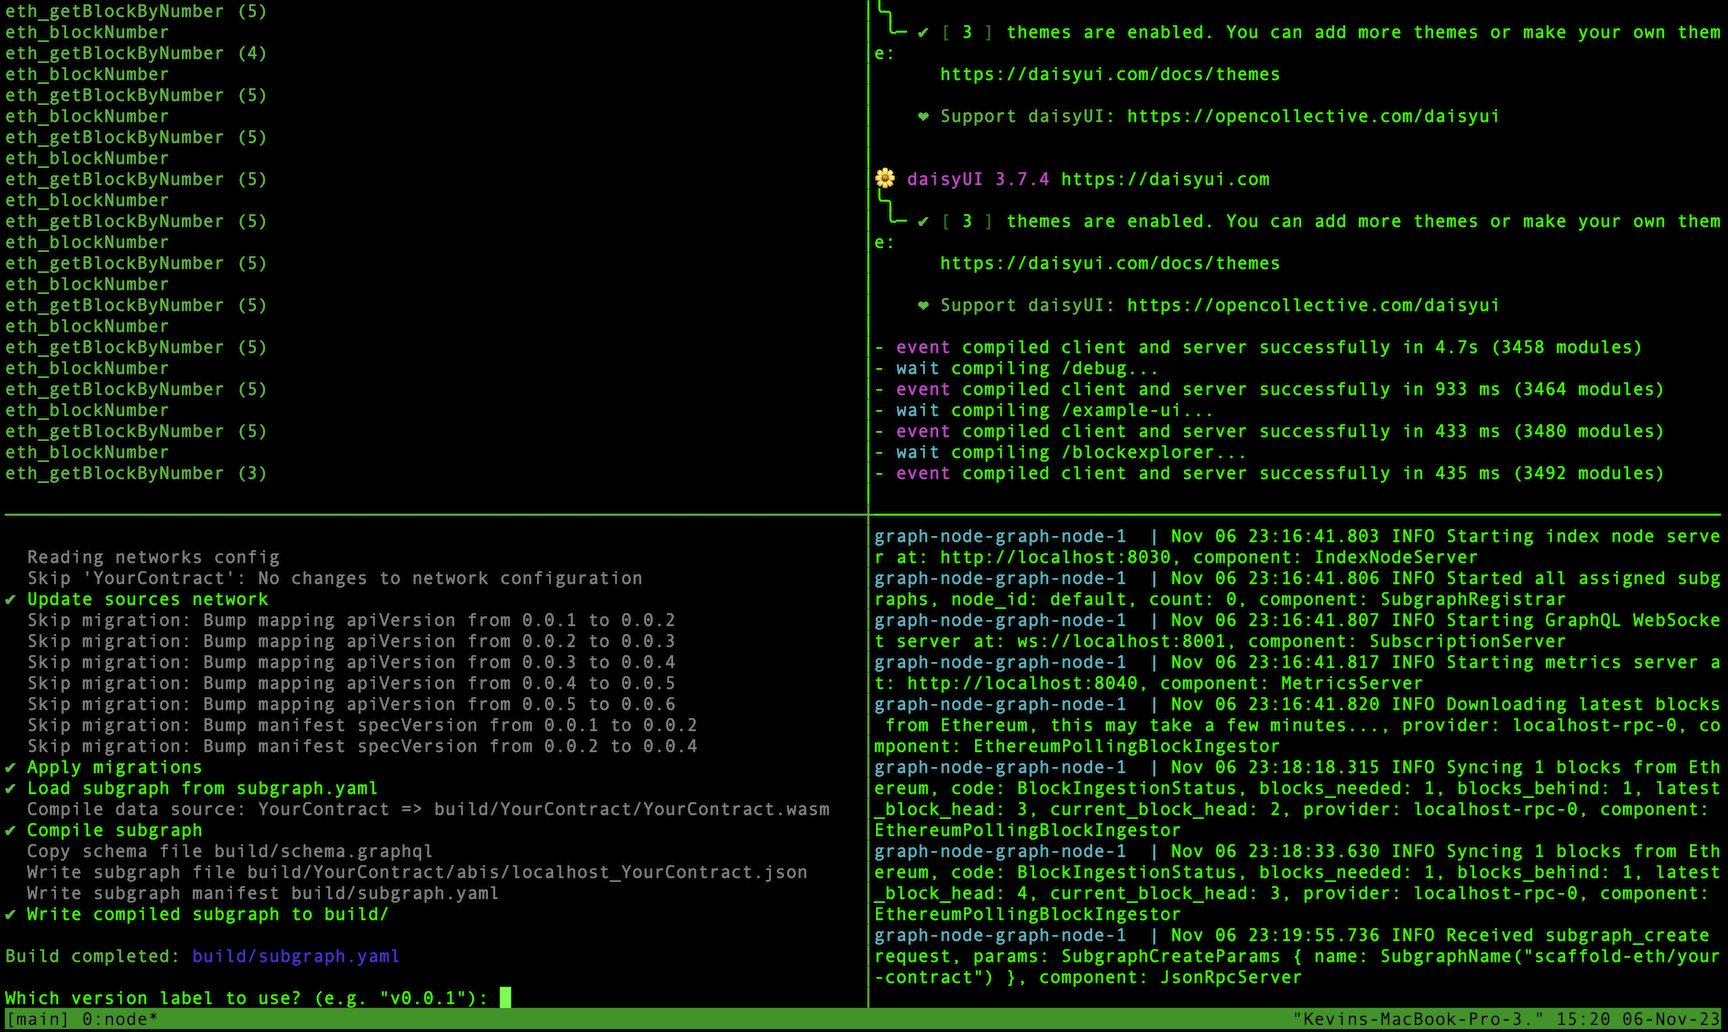 eth_getBlockByNumber (5)
eth_blockNumber
eth_getBlockByNumber (4)
eth_blockNumber
eth_getBlockByNumber (5)
eth_blockNumber
eth_getBlockByNumber (5)
eth_blockNumber
eth_getBlockByNumber (5)
eth_blockNumber
eth_getBlockByNumber (5)
eth_blockNumber
eth_getBlockByNumber (5)
eth_blockNumber
eth_getBlockByNumber (5)
eth_blockNumber
eth_getBlockByNumber (5)
eth_blockNumber
eth_getBlockByNumber (5)
eth_blockNumber
eth_getBlockByNumber (5)
eth_blockNumber
eth_getBlockByNumber (3)
✔ [ 3 ] themes are enabled. You can add more themes or make your own them
e:
https://daisyui.com/docs/themes
❤ Support daisyUI: https://opencollective.com/daisyui
🌼 daisyUI 3.7.4 https://daisyui.com
✔ [ 3 ] themes are enabled. You can add more themes or make your own them
e:
https://daisyui.com/docs/themes
❤ Support daisyUI: https://opencollective.com/daisyui
- event compiled client and server successfully in 4.7s (3458 modules)
- wait compiling /debug...
- event compiled client and server successfully in 933 ms (3464 modules)
- wait compiling /example-ui...
- event compiled client and server successfully in 433 ms (3480 modules)
- wait compiling /blockexplorer...
- event compiled client and server successfully in 435 ms (3492 modules)
Reading networks config
Skip 'YourContract': No changes to network configuration
✔ Update sources network
Skip migration: Bump mapping apiVersion from 0.0.1 to 0.0.2
Skip migration: Bump mapping apiVersion from 0.0.2 to 0.0.3
Skip migration: Bump mapping apiVersion from 0.0.3 to 0.0.4
Skip migration: Bump mapping apiVersion from 0.0.4 to 0.0.5
Skip migration: Bump mapping apiVersion from 0.0.5 to 0.0.6
Skip migration: Bump manifest specVersion from 0.0.1 to 0.0.2
Skip migration: Bump manifest specVersion from 0.0.2 to 0.0.4
✔ Apply migrations
✔ Load subgraph from subgraph.yaml
Compile data source: YourContract => build/YourContract/YourContract.wasm
✔ Compile subgraph
Copy schema file build/schema.graphql
Write subgraph file build/YourContract/abis/localhost_YourContract.json
Write subgraph manifest build/subgraph.yaml
✔ Write compiled subgraph to build/
Build completed: build/subgraph.yaml
Which version label to use? (e.g. "v0.0.1"):
graph-node-graph-node-1  | Nov 06 23:16:41.803 INFO Starting index node serve
r at: http://localhost:8030, component: IndexNodeServer
graph-node-graph-node-1  | Nov 06 23:16:41.806 INFO Started all assigned subg
raphs, node_id: default, count: 0, component: SubgraphRegistrar
graph-node-graph-node-1  | Nov 06 23:16:41.807 INFO Starting GraphQL WebSocke
t server at: ws://localhost:8001, component: SubscriptionServer
graph-node-graph-node-1  | Nov 06 23:16:41.817 INFO Starting metrics server a
t: http://localhost:8040, component: MetricsServer
graph-node-graph-node-1  | Nov 06 23:16:41.820 INFO Downloading latest blocks
from Ethereum, this may take a few minutes..., provider: localhost-rpc-0, co
mponent: EthereumPollingBlockIngestor
graph-node-graph-node-1  | Nov 06 23:18:18.315 INFO Syncing 1 blocks from Eth
ereum, code: BlockIngestionStatus, blocks_needed: 1, blocks_behind: 1, latest
_block_head: 3, current_block_head: 2, provider: localhost-rpc-0, component:
EthereumPollingBlockIngestor
graph-node-graph-node-1  | Nov 06 23:18:33.630 INFO Syncing 1 blocks from Eth
ereum, code: BlockIngestionStatus, blocks_needed: 1, blocks_behind: 1, latest
_block_head: 4, current_block_head: 3, provider: localhost-rpc-0, component:
EthereumPollingBlockIngestor
graph-node-graph-node-1  | Nov 06 23:19:55.736 INFO Received subgraph_create
request, params: SubgraphCreateParams { name: SubgraphName("scaffold-eth/your
-contract") }, component: JsonRpcServer
[main] 0:node*
"Kevins-MacBook-Pro-3." 15:20 06-Nov-23